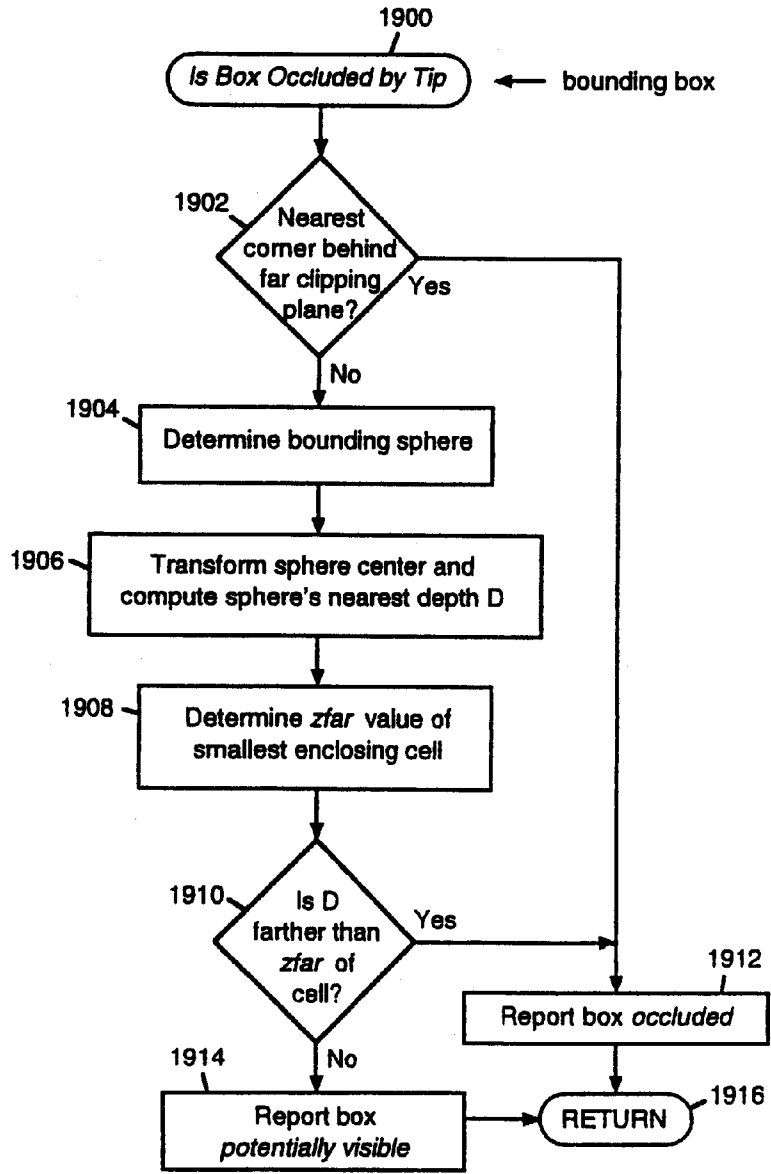 1900
Is Box Occluded by Tip
bounding box
1902
Nearest
corner behind
far clipping
plane?
Yes
No
1904
Determine bounding sphere
1906
Transform sphere center and
compute sphere's nearest depth D
1908
Determine zfar value of
smallest enclosing cell
1910
Is D
farther than
zfar of
cell?
Yes
No
1912
Report box occluded
1914
Report box
potentially visible
RETURN
1916